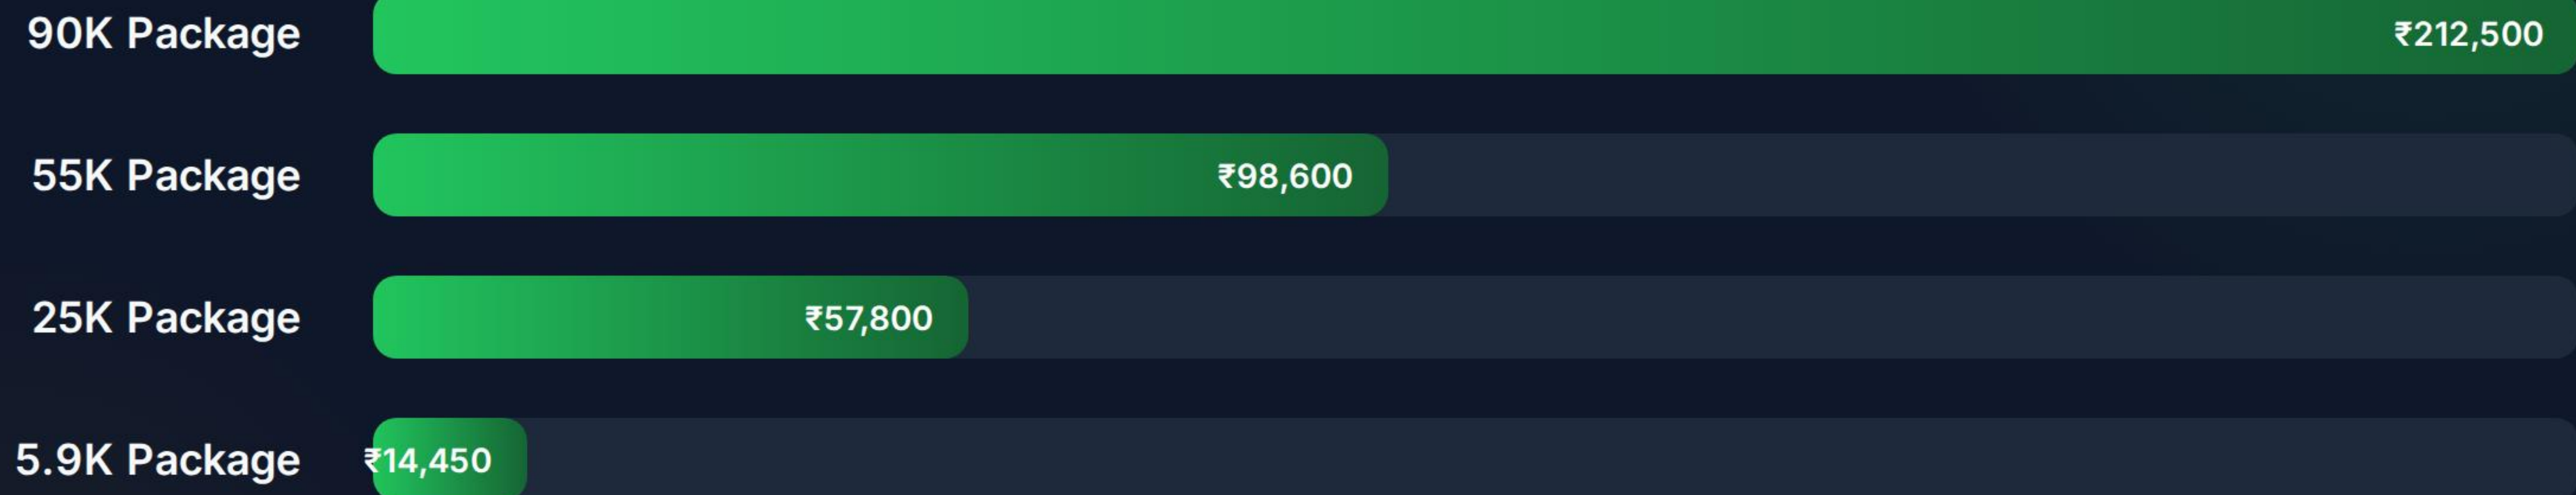 90K Package ₹212,500
55K Package ₹98,600
25K Package ₹57,800
5.9K Package ₹14,450